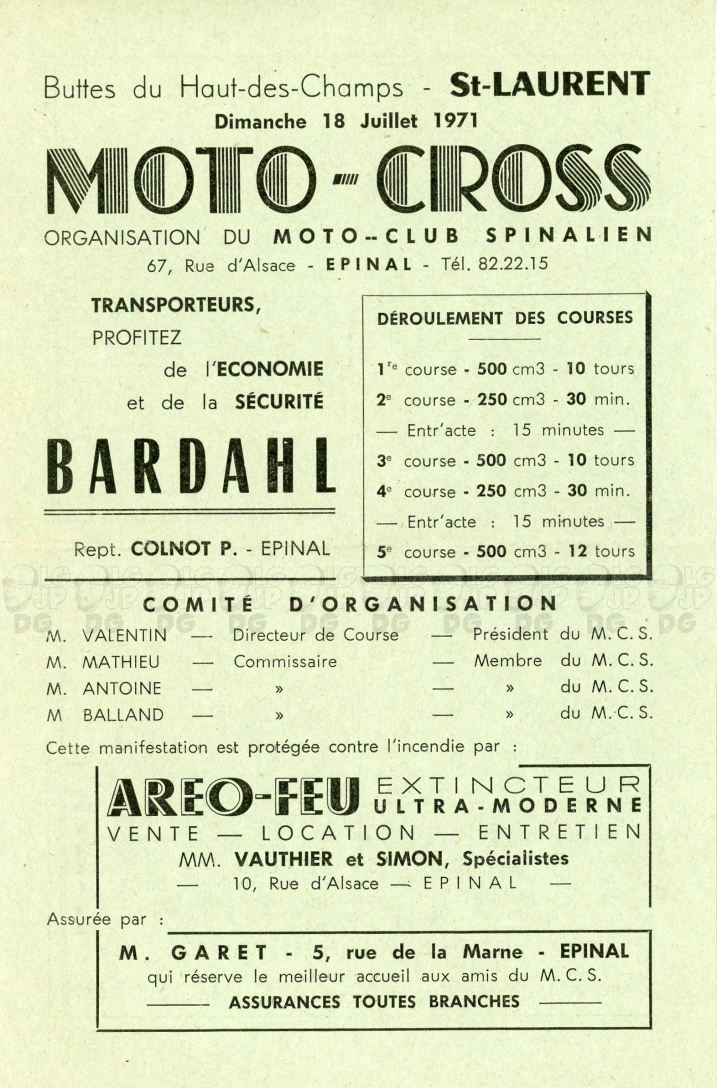 Buttes du Haut-des-Champs - St-LAURENT
Dimanche 18 Juillet 1971
MOTO-CROSS
ORGANISATION DU MOTO--CLUB SPINALIEN
67, Rue d'Alsace - EPINAL - Tél. 82.22.15
TRANSPORTEURS,
PROFITEZ
de l'ECONOMIE
et de la SÉCURITÉ
BARDAHL
Rept. COLNOT P. - EPINAL
DÉROULEMENT DES COURSES
1re course - 500 cm3 - 10 tours
2e course - 250 cm3 - 30 min.
— Entr'acte : 15 minutes —
3e course - 500 cm3 - 10 tours
4e course - 250 cm3 - 30 min.
— Entr'acte : 15 minutes —
5e course - 500 cm3 - 12 tours
COMITÉ D'ORGANISATION
M. VALENTIN — Directeur de Course — Président du M.C.S.
M. MATHIEU — Commissaire — Membre du M.C.S.
M. ANTOINE — » — » du M.C.S.
M BALLAND — » — » du M.C.S.
Cette manifestation est protégée contre l'incendie par :
AREO-FEU EXTINCTEUR
ULTRA-MODERNE
VENTE — LOCATION — ENTRETIEN
MM. VAUTHIER et SIMON, Spécialistes
— 10, Rue d'Alsace — EPINAL —
Assurée par :
M. GARET - 5, rue de la Marne - EPINAL
qui réserve le meilleur accueil aux amis du M.C.S.
— ASSURANCES TOUTES BRANCHES —